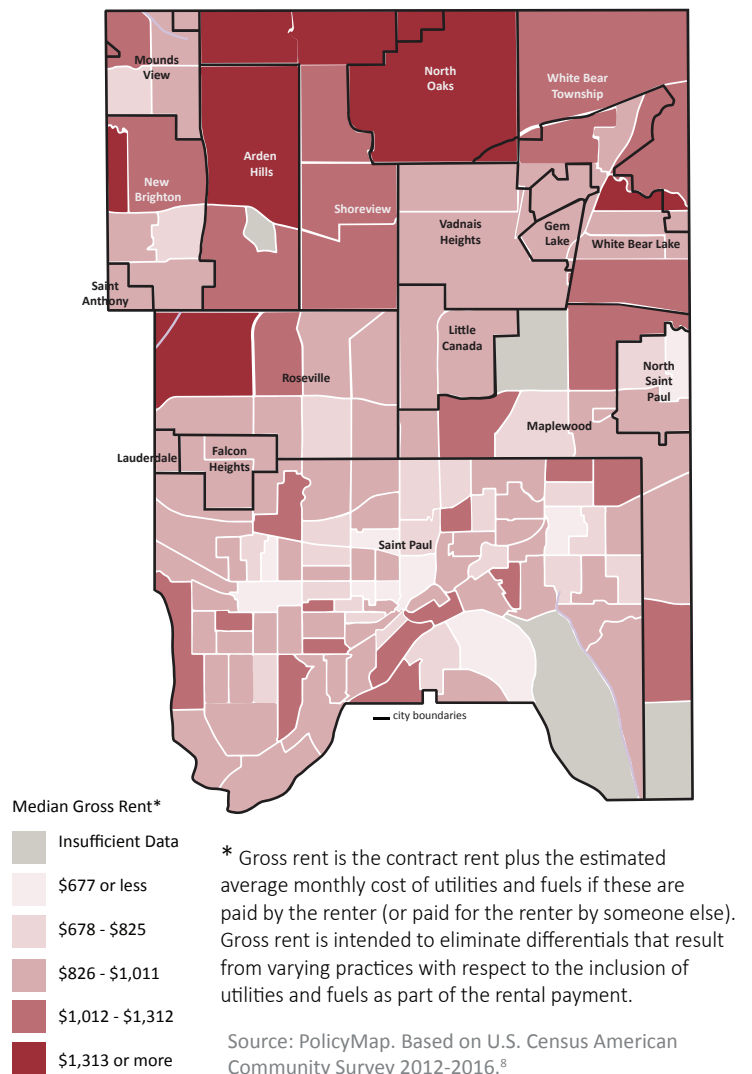 Mounds
View
North
Oaks
White Bear
Township
Arden
Hills
New
Brighton
Shoreview
Vadnais
Heights
Gem
Lake
White Bear Lake
Saint
Anthony
Little
Canada
North
Saint
Paul
Roseville
Maplewood
Lauderdale
Falcon
Heights
Saint Paul
city boundaries
Median Gross Rent*
Insufficient Data
$677 or less
$678 - $825
$826 - $1,011
$1,012 - $1,312
$1,313 or more
* Gross rent is the contract rent plus the estimated
average monthly cost of utilities and fuels if these are
paid by the renter (or paid for the renter by someone else).
Gross rent is intended to eliminate differentials that result
from varying practices with respect to the inclusion of
utilities and fuels as part of the rental payment.
Source: PolicyMap. Based on U.S. Census American
Community Survey 2012-2016.⁸